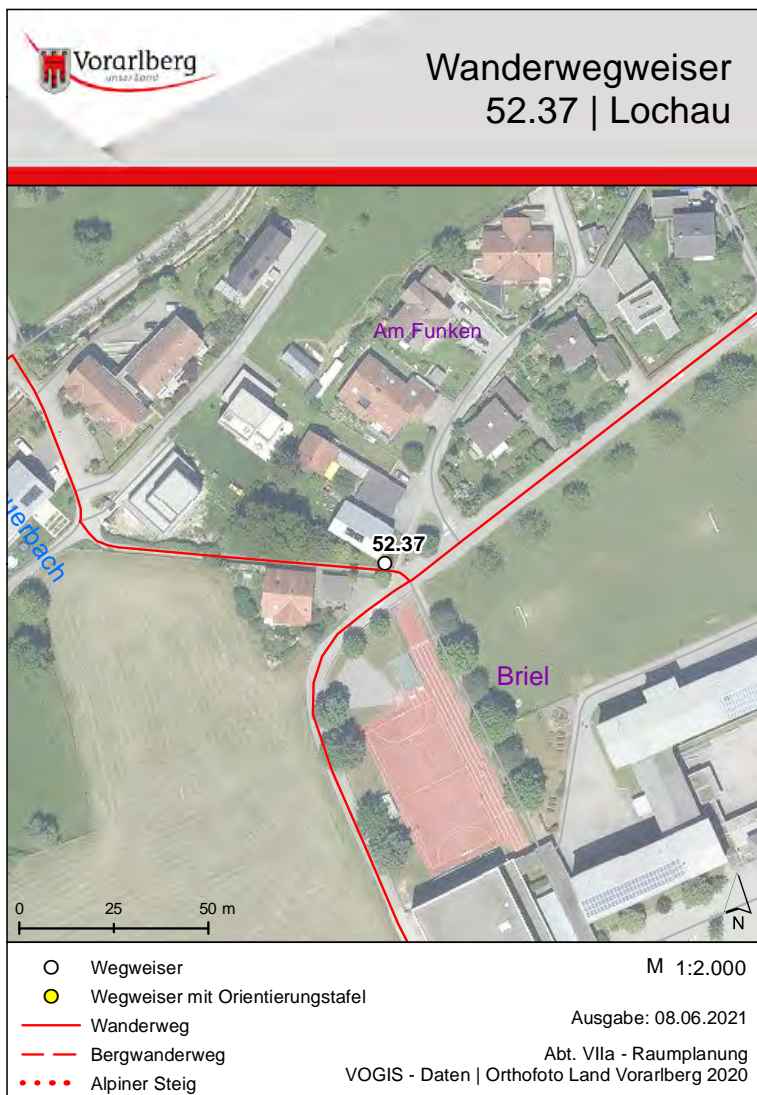 Vorarlberg
unser Land
Wanderwegweiser
52.37 | Lochau
Am Funken
52.37
uerbach
Briel
0 25 50 m
N
Wegweiser
Wegweiser mit Orientierungstafel
Wanderweg
Bergwanderweg
Alpiner Steig
M 1:2.000
Ausgabe: 08.06.2021
Abt. VIIa - Raumplanung
VOGIS - Daten | Orthofoto Land Vorarlberg 2020